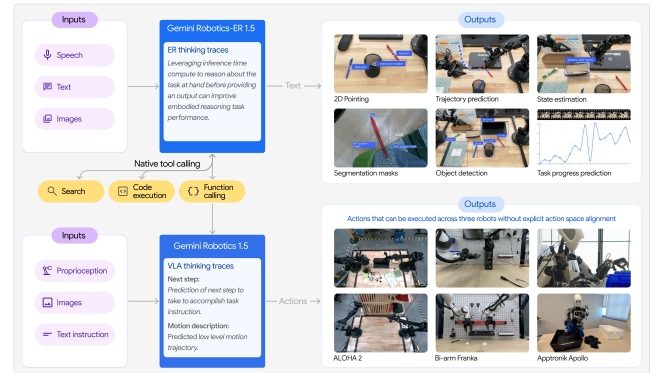 Inputs
Speech
Text
Images
Gemini Robotics-ER 1.5
ER thinking traces
Leveraging inference time
compute to reason about the
task at hand before providing
an output can improve
embodied reasoning task
performance.
Text
Outputs
2D Pointing
Trajectory prediction
State estimation
Segmentation masks
Object detection
Task progress prediction
Native tool calling
Search
Code
execution
Function
calling
Inputs
Proprioception
Images
Text instruction
Gemini Robotics 1.5
VLA thinking traces
Next step:
Prediction of next step to
take to accomplish task
instruction.
Motion description:
Predicted low level motion
trajectory.
Actions
Outputs
Actions that can be executed across three robots without explicit action space alignment
ALOHA 2
Bi-arm Franka
Apptronik Apollo